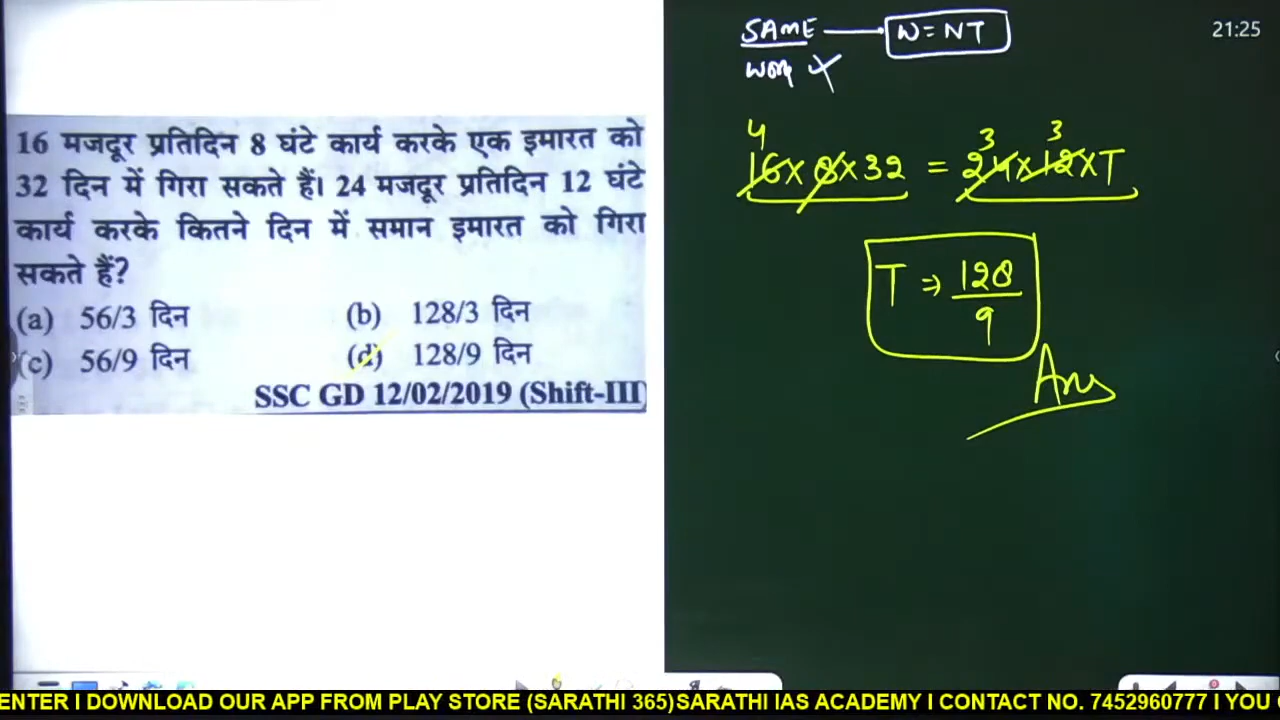 SAME → W = NT
Work ✗
21:25
16 मजदूर प्रतिदिन 8 घंटे कार्य करके एक इमारत को
32 दिन में गिरा सकते हैं। 24 मजदूर प्रतिदिन 12 घंटे
कार्य करके कितने दिन में समान इमारत को गिरा
सकते हैं?
(a) 56/3 दिन (b) 128/3 दिन
(c) 56/9 दिन (d) 128/9 दिन
SSC GD 12/02/2019 (Shift-III)
4 3 3
16 × 8 × 32 = 24 × 12 × T
T ⇒ 128/9
Ans
ENTER I DOWNLOAD OUR APP FROM PLAY STORE (SARATHI 365)SARATHI IAS ACADEMY I CONTACT NO. 7452960777 I YOU